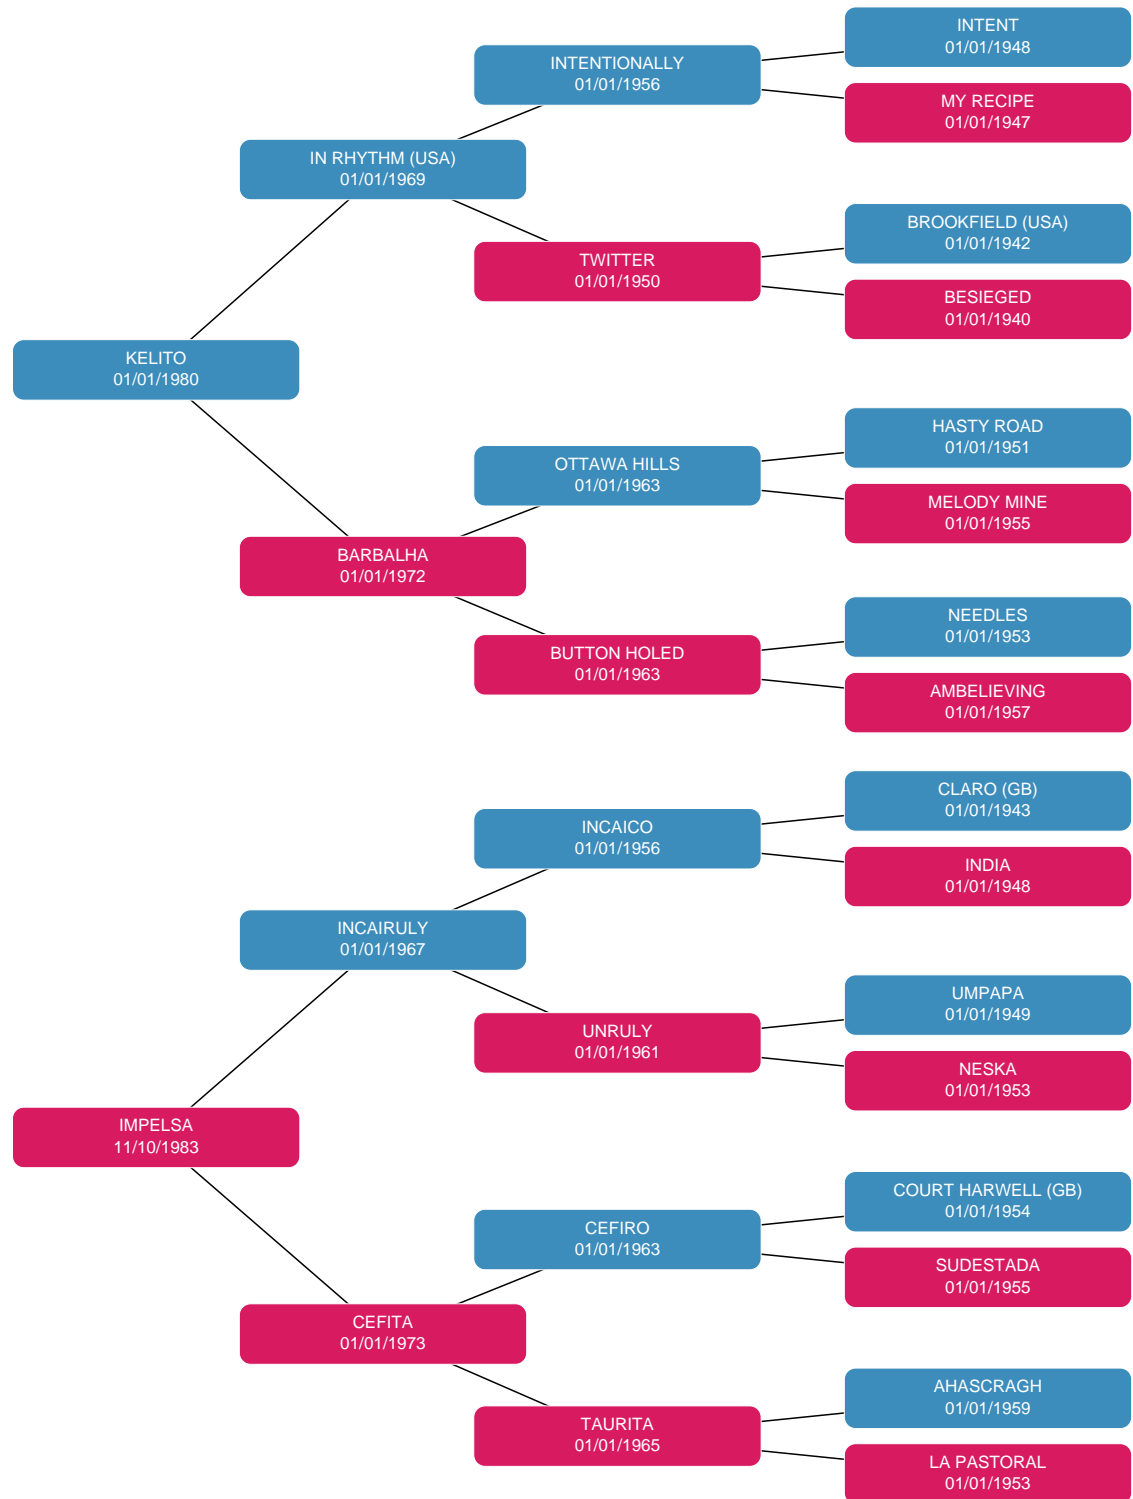 INTENT
01/01/1948
INTENTIONALLY
01/01/1956
MY RECIPE
01/01/1947
IN RHYTHM (USA)
01/01/1969
BROOKFIELD (USA)
01/01/1942
TWITTER
01/01/1950
BESIEGED
01/01/1940
KELITO
01/01/1980
HASTY ROAD
01/01/1951
OTTAWA HILLS
01/01/1963
MELODY MINE
01/01/1955
BARBALHA
01/01/1972
NEEDLES
01/01/1953
BUTTON HOLED
01/01/1963
AMBELIEVING
01/01/1957
CLARO (GB)
01/01/1943
INCAICO
01/01/1956
INDIA
01/01/1948
INCAIRULY
01/01/1967
UMPAPA
01/01/1949
UNRULY
01/01/1961
NESKA
01/01/1953
IMPELSA
11/10/1983
COURT HARWELL (GB)
01/01/1954
CEFIRO
01/01/1963
SUDESTADA
01/01/1955
CEFITA
01/01/1973
AHASCRAGH
01/01/1959
TAURITA
01/01/1965
LA PASTORAL
01/01/1953